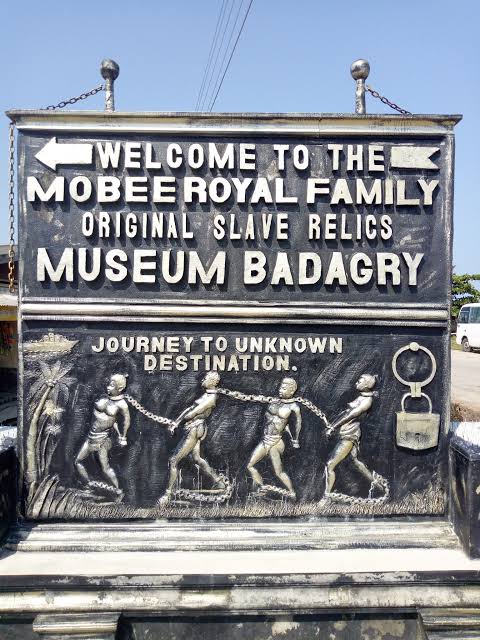 WELCOME TO THE
MOBEE ROYAL FAMILY
ORIGINAL SLAVE RELICS
MUSEUM BADAGRY
JOURNEY TO UNKNOWN
DESTINATION.